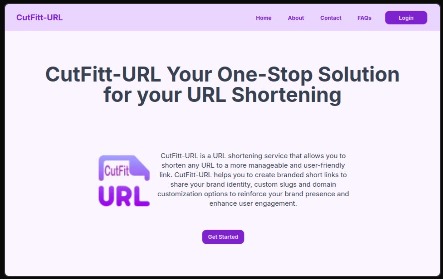 CutFitt-URL
Home About Contact FAQs Login
CutFitt-URL Your One-Stop Solution
for your URL Shortening
CutFitt
URL
CutFitt-URL is a URL shortening service that allows you to
shorten any URL to a more manageable and user-friendly
link. CutFitt-URL helps you to create branded short links to
share your brand identity, custom slugs and domain
customization options to reinforce your brand presence and
enhance user engagement.
Get Started